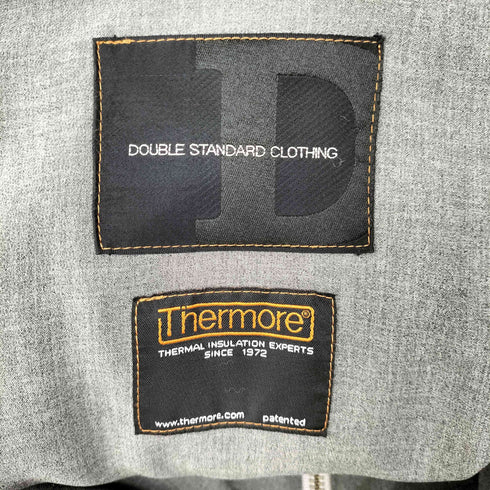 D
DOUBLE STANDARD CLOTHING
Thermore®
THERMAL INSULATION EXPERTS
SINCE 1972
www.thermore.com patented